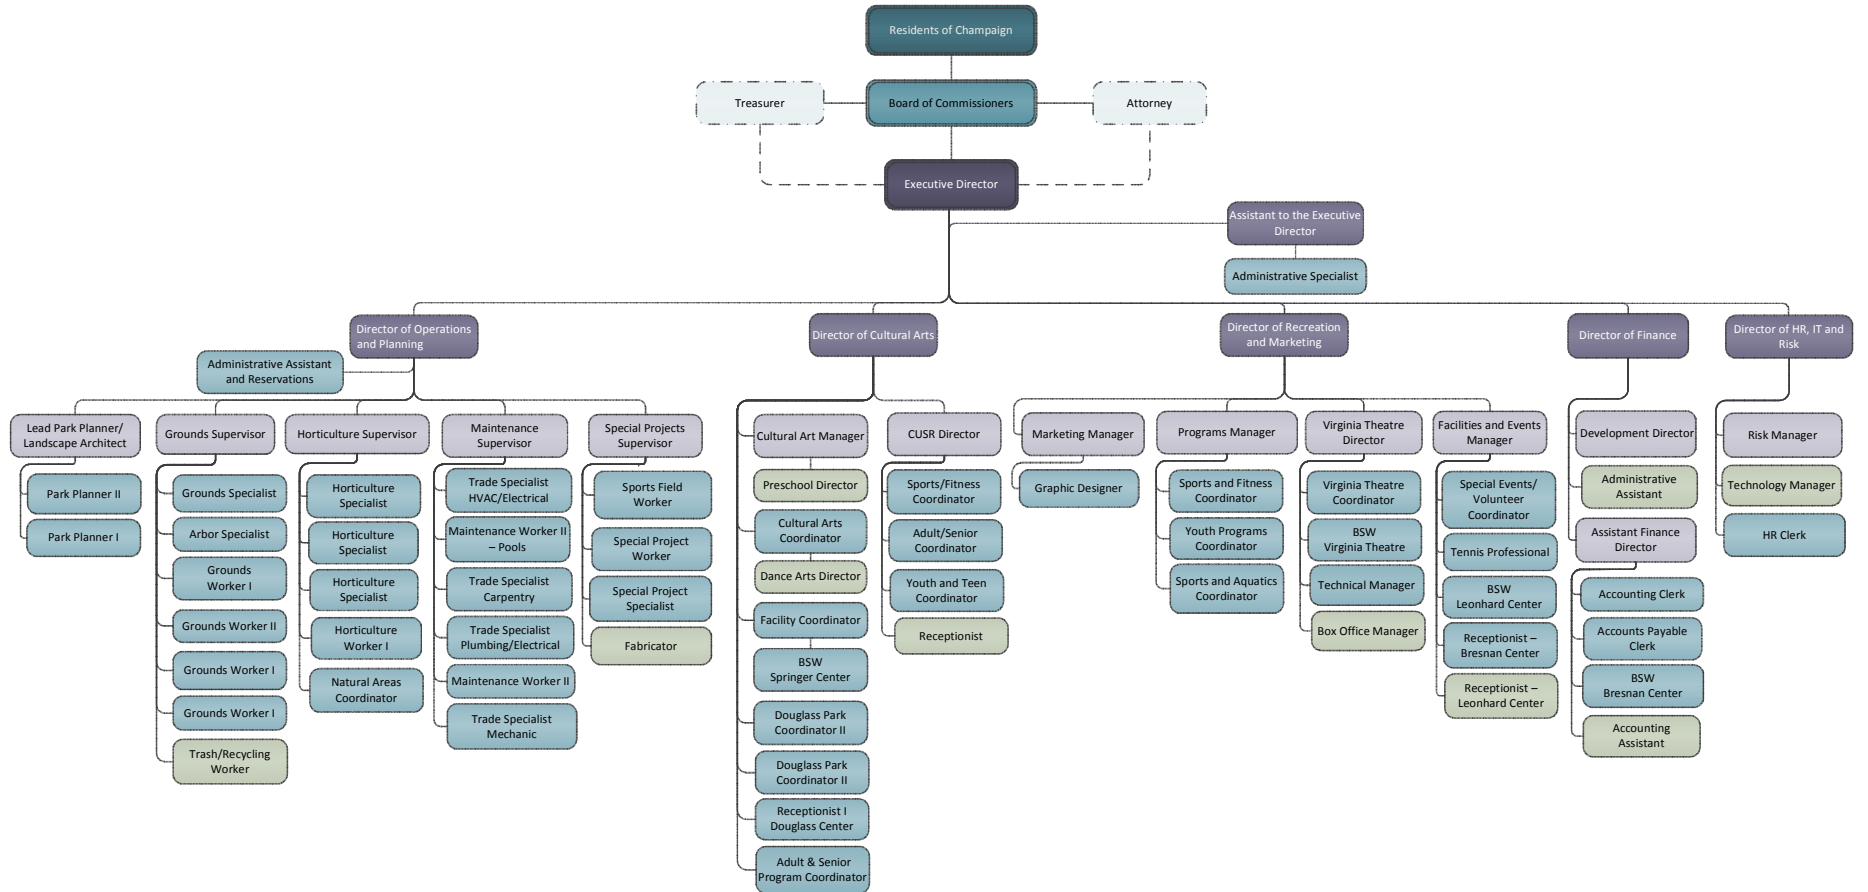 Residents of Champaign
Treasurer
Board of Commissioners
Attorney
Executive Director
Assistant to the Executive
Director
Administrative Specialist
Director of Operations
and Planning
Administrative Assistant
and Reservations
Lead Park Planner/
Landscape Architect
Park Planner II
Park Planner I
Grounds Supervisor
Grounds Specialist
Arbor Specialist
Grounds
Worker I
Grounds Worker II
Grounds Worker I
Grounds Worker I
Trash/Recycling
Worker
Horticulture Supervisor
Horticulture
Specialist
Horticulture
Specialist
Horticulture
Specialist
Horticulture
Worker I
Natural Areas
Coordinator
Maintenance
Supervisor
Trade Specialist
HVAC/Electrical
Maintenance Worker II
– Pools
Trade Specialist
Carpentry
Trade Specialist
Plumbing/Electrical
Maintenance Worker II
Trade Specialist
Mechanic
Special Projects
Supervisor
Sports Field
Worker
Special Project
Worker
Special Project
Specialist
Fabricator
Director of Cultural Arts
Cultural Art Manager
Preschool Director
Cultural Arts
Coordinator
Dance Arts Director
Facility Coordinator
BSW
Springer Center
Douglass Park
Coordinator II
Douglass Park
Coordinator II
Receptionist I
Douglass Center
Adult & Senior
Program Coordinator
CUSR Director
Sports/Fitness
Coordinator
Adult/Senior
Coordinator
Youth and Teen
Coordinator
Receptionist
Director of Recreation
and Marketing
Marketing Manager
Graphic Designer
Programs Manager
Sports and Fitness
Coordinator
Youth Programs
Coordinator
Sports and Aquatics
Coordinator
Virginia Theatre
Director
Virginia Theatre
Coordinator
BSW
Virginia Theatre
Technical Manager
Box Office Manager
Facilities and Events
Manager
Special Events/
Volunteer
Coordinator
Tennis Professional
BSW
Leonhard Center
Receptionist –
Bresnan Center
Receptionist –
Leonhard Center
Director of Finance
Development Director
Administrative
Assistant
Assistant Finance
Director
Accounting Clerk
Accounts Payable
Clerk
BSW
Bresnan Center
Accounting
Assistant
Director of HR, IT and
Risk
Risk Manager
Technology Manager
HR Clerk